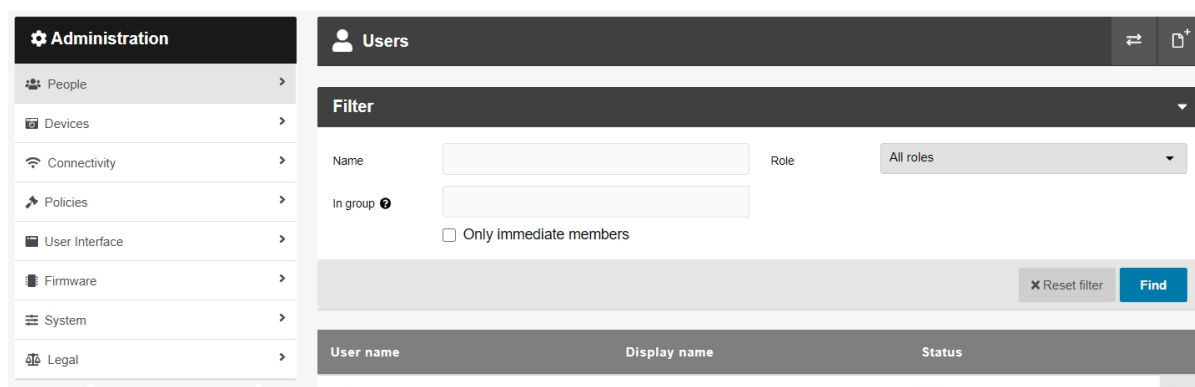 Administration
People
Devices
Connectivity
Policies
User Interface
Firmware
System
Legal
Users
Filter
Name
Role
All roles
In group
Only immediate members
Reset filter
Find
User name Display name Status